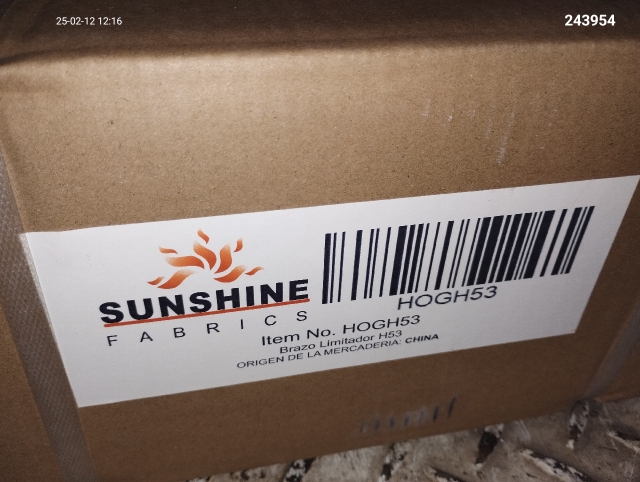 25-02-12 12:16
243954
SUNSHINE
FABRICS
HOGH53
Item No. HOGH53
Brazo Limitador H53
ORIGEN DE LA MERCADERIA: CHINA